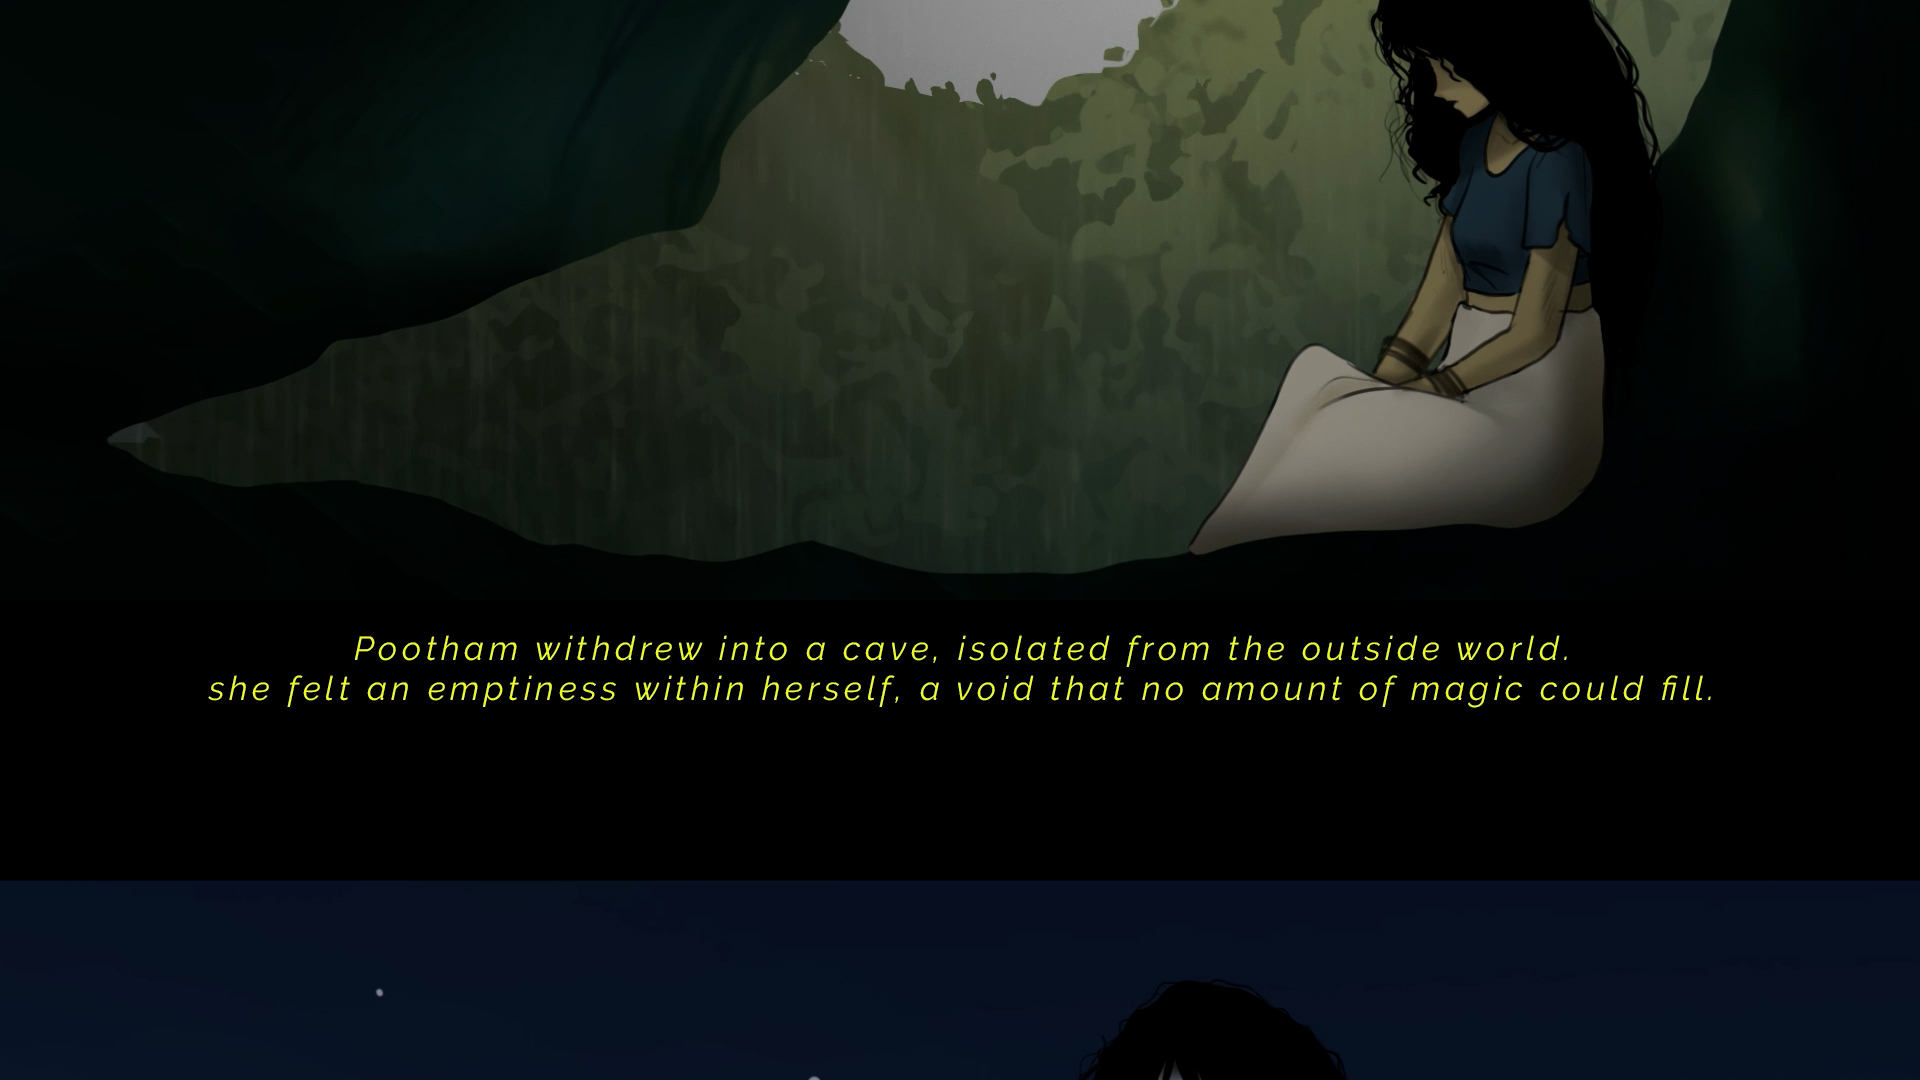 Pootham withdrew into a cave, isolated from the outside world.
she felt an emptiness within herself, a void that no amount of magic could fill.